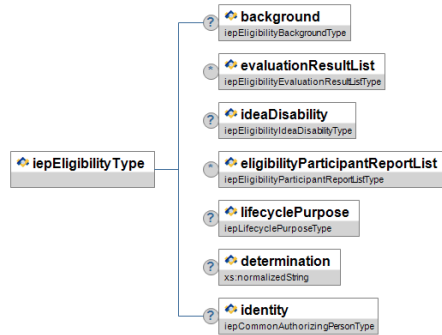 background
iepEligibilityBackgroundType
evaluationResultList
iepEligibilityEvaluationResultListType
ideaDisability
iepEligibilityIdeaDisabilityType
iepEligibilityType
eligibilityParticipantReportList
iepEligibilityParticipantReportListType
lifecyclePurpose
iepLifecyclePurposeType
determination
xs:normalizedString
identity
iepCommonAuthorizingPersonType